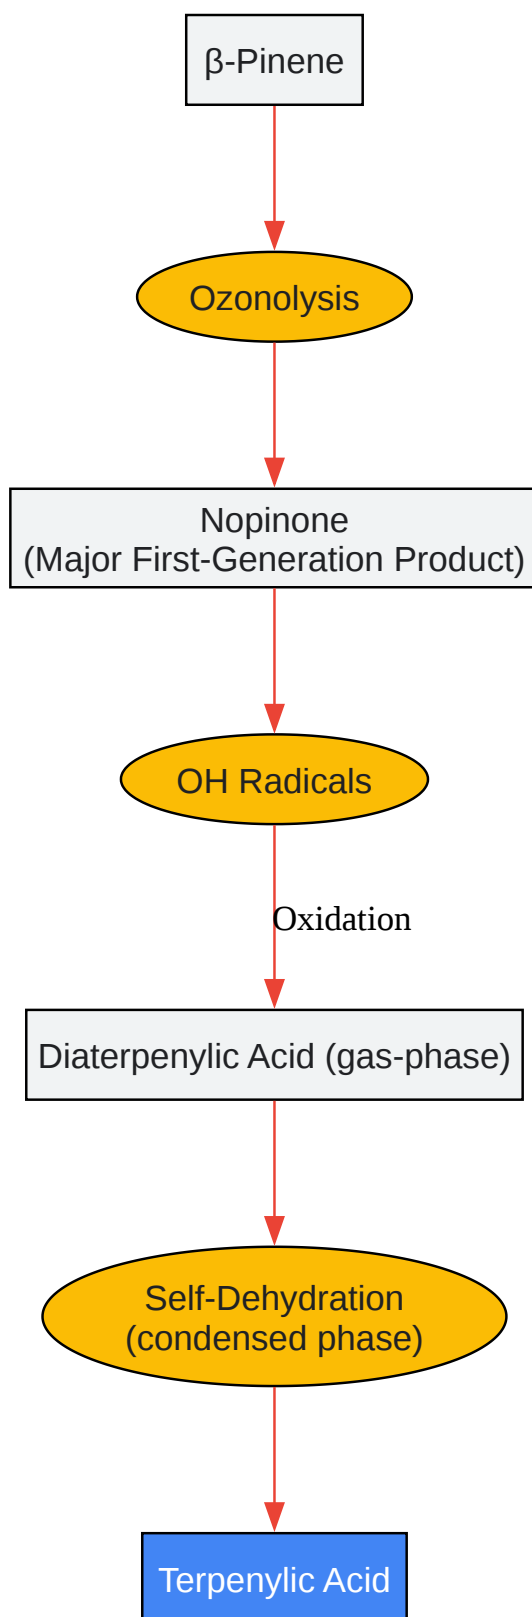 β-Pinene
Ozonolysis
Nopinone
(Major First-Generation Product)
OH Radicals
Oxidation
Diaterpenylic Acid (gas-phase)
Self-Dehydration
(condensed phase)
Terpenylic Acid